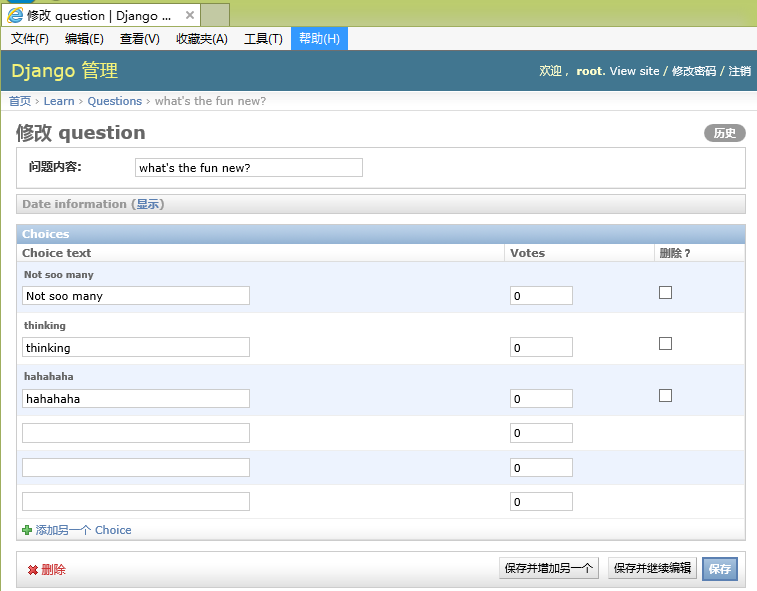 修改 question | Django ...
文件(F) 编辑(E) 查看(V) 收藏夹(A) 工具(T) 帮助(H)
Django 管理
欢迎， root. View site / 修改密码 / 注销
首页 › Learn › Questions › what's the fun new?
修改 question
历史
问题内容: what's the fun new?
Date information (显示)
Choices
Choice text Votes 删除？
Not soo many
Not soo many 0
thinking
thinking 0
hahahaha
hahahaha 0
0
0
0
添加另一个 Choice
删除 保存并增加另一个 保存并继续编辑 保存